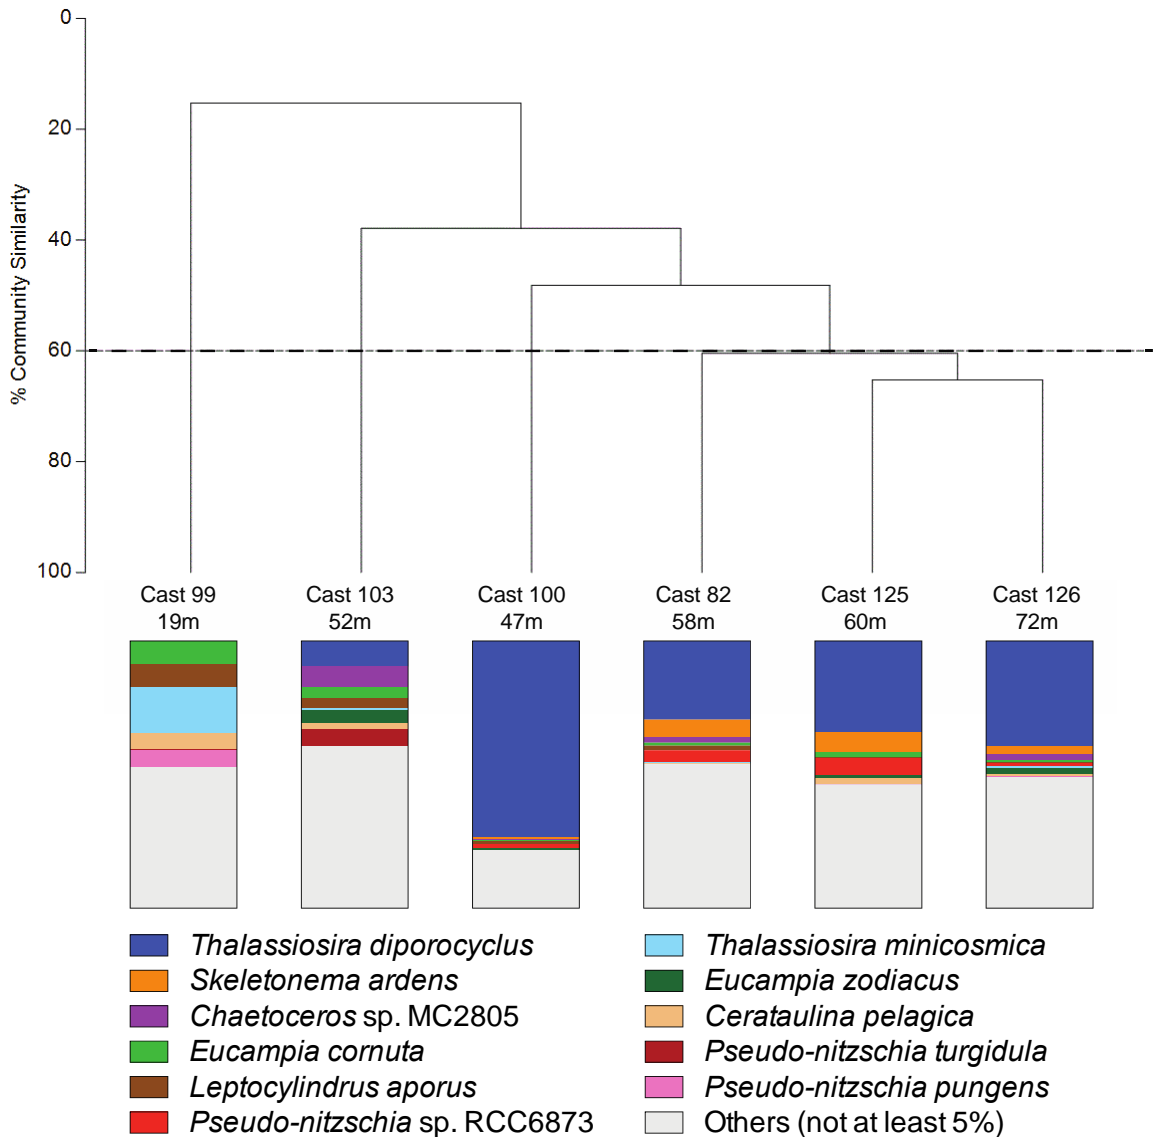 0
20
40
60
80
100
% Community Similarity
Cast 99
19m
Cast 103
52m
Cast 100
47m
Cast 82
58m
Cast 125
60m
Cast 126
72m
Thalassiosira diporocyclus
Skeletonema ardens
Chaetoceros sp. MC2805
Eucampia cornuta
Leptocylindrus aporus
Pseudo-nitzschia sp. RCC6873
Thalassiosira minicosmica
Eucampia zodiacus
Cerataulina pelagica
Pseudo-nitzschia turgidula
Pseudo-nitzschia pungens
Others (not at least 5%)